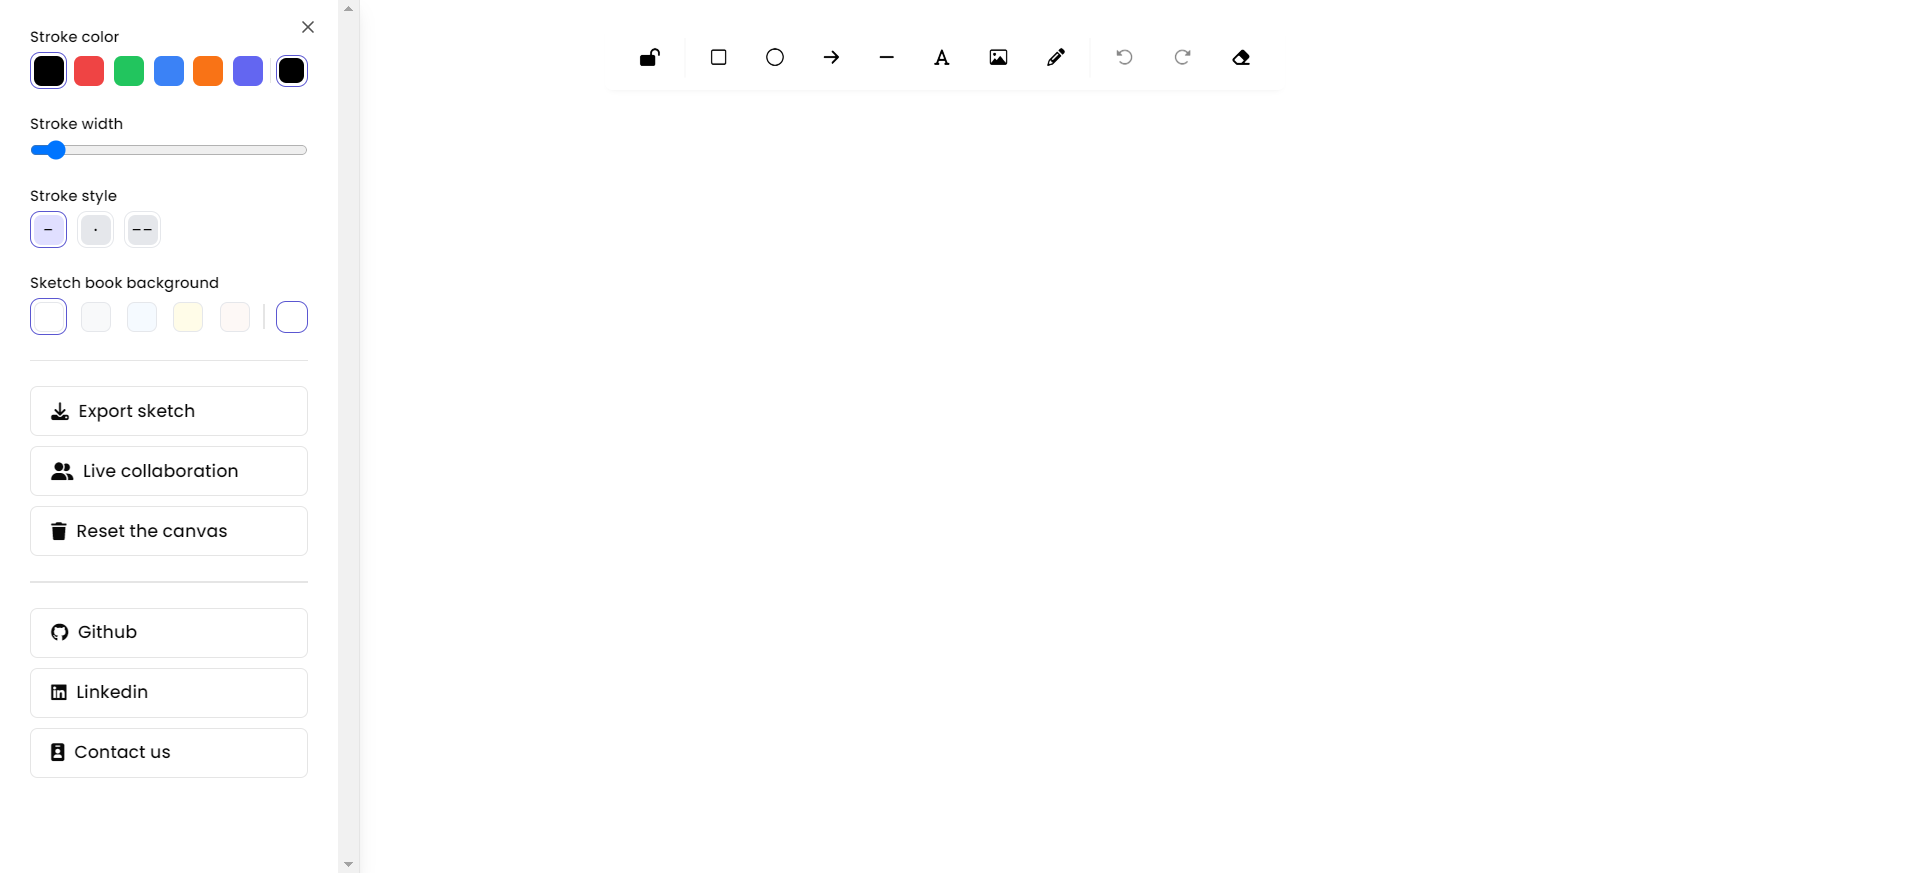 Stroke color
Stroke width
Stroke style
Sketch book background
Export sketch
Live collaboration
Reset the canvas
Github
Linkedin
Contact us